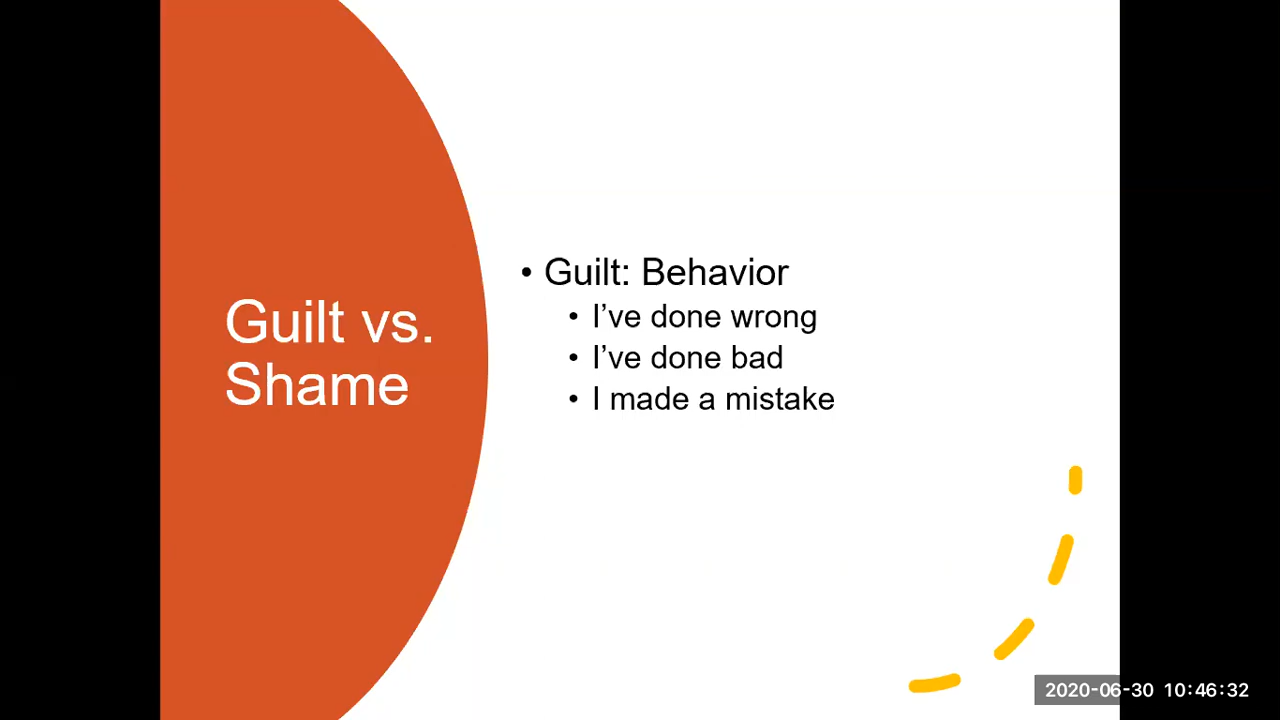 Guilt vs.
Shame
• Guilt: Behavior
• I’ve done wrong
• I’ve done bad
• I made a mistake
2020-06-30 10:46:32